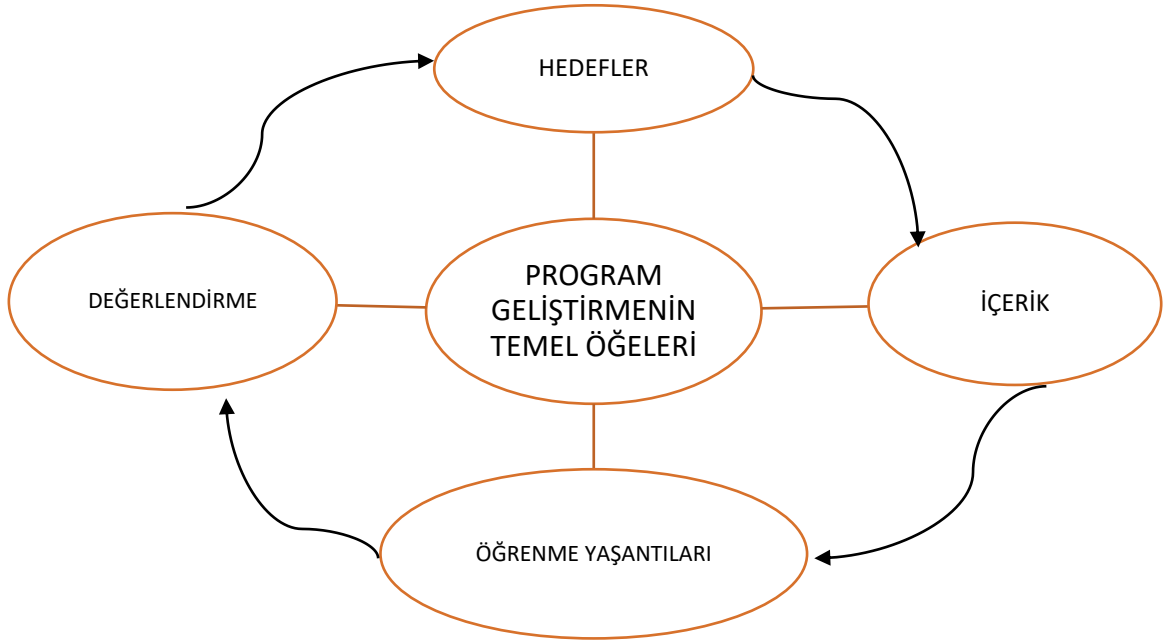 HEDEFLER
DEĞERLENDİRME
PROGRAM
GELİŞTİRMENİN
TEMEL ÖĞELERİ
İÇERİK
ÖĞRENME YAŞANTILARI